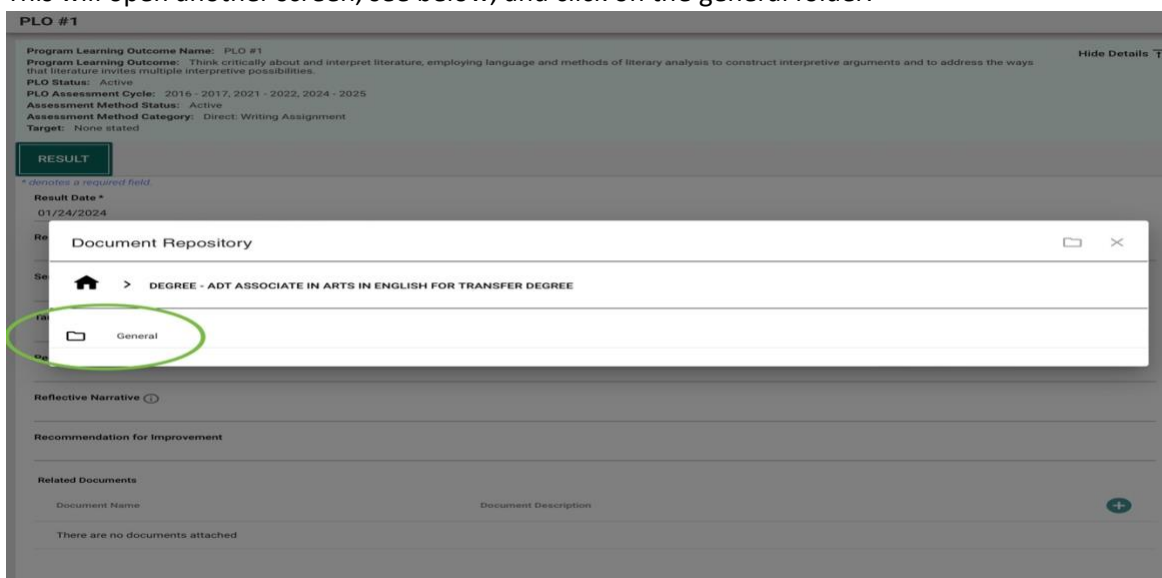 This will open another screen, see below, and click on the general folder.
PLO #1
Program Learning Outcome Name: PLO #1
Hide Details
Program Learning Outcome: Think critically about and interpret literature, employing language and methods of literary analysis to construct interpretive arguments and to address the ways
that literature invites multiple interpretive possibilities.
PLO Status: Active
PLO Assessment Cycle: 2016 - 2017, 2021 - 2022, 2024 - 2025
Assessment Method Status: Active
Assessment Method Category: Direct: Writing Assignment
Target: None stated
RESULT
* denotes a required field.
Result Date *
01/24/2024
Re
Document Repository
Se
> DEGREE - ADT ASSOCIATE IN ARTS IN ENGLISH FOR TRANSFER DEGREE
General
Pe
Reflective Narrative
Recommendation for Improvement
Related Documents
Document Name
Document Description
There are no documents attached